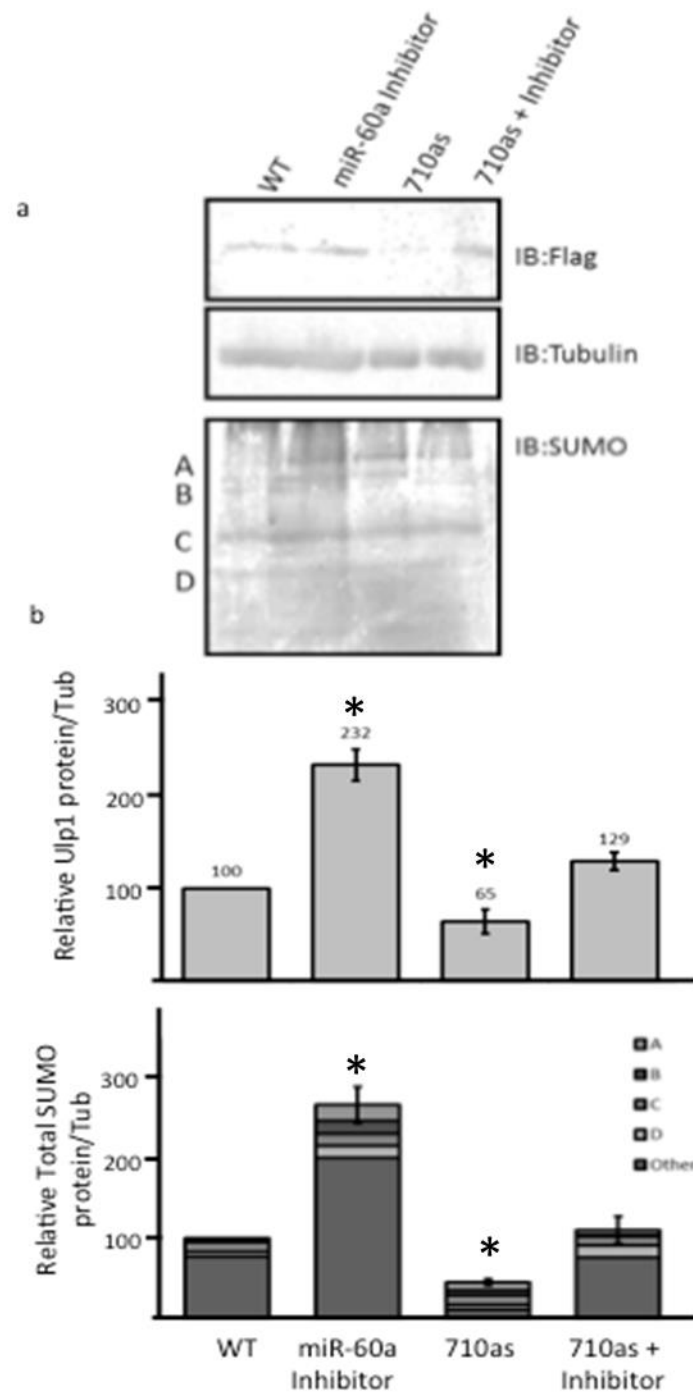 WT
miR-60a Inhibitor
710as
710as + Inhibitor
a
IB:Flag
IB:Tubulin
IB:SUMO
A
B
C
D
b
Relative Ulp1 protein/Tub
300
200
100
100
*
232
*
65
129
Relative Total SUMO
protein/Tub
300
200
100
*
*
A
B
C
D
Other
WT
miR-60a
Inhibitor
710as
710as +
Inhibitor